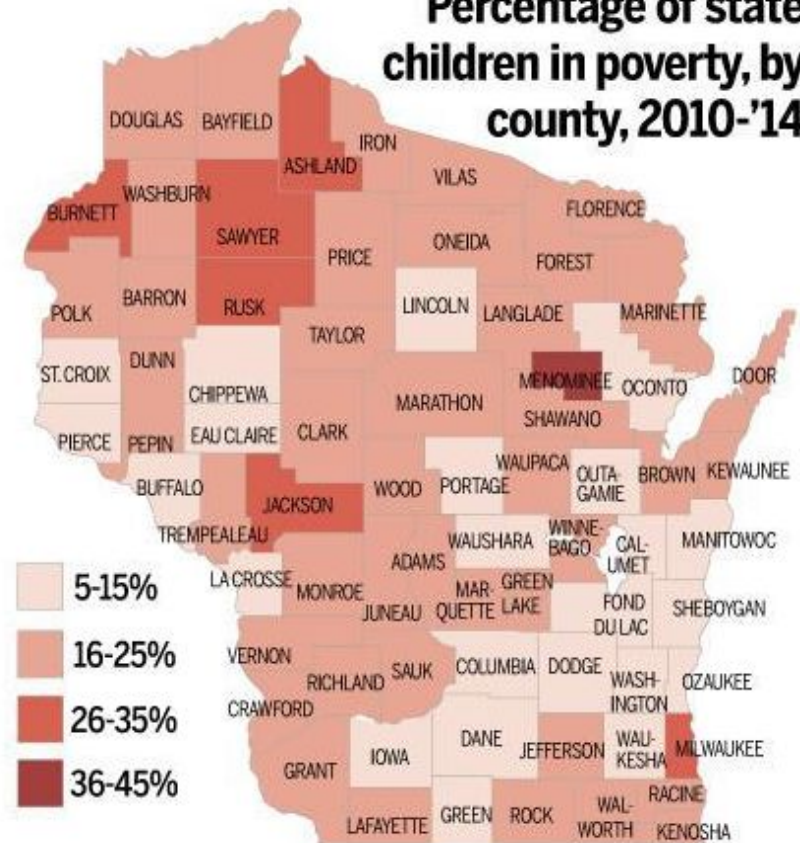 Percentage of state
children in poverty, by
county, 2010-'14
DOUGLAS
BAYFIELD
ASHLAND
IRON
VILAS
BURNETT
WASHBURN
SAWYER
FLORENCE
PRICE
ONEIDA
FOREST
POLK
BARRON
RUSK
LINCOLN
LANGLADE
MARINETTE
TAYLOR
ST. CROIX
DUNN
CHIPPEWA
MENOMINEE
OCONTO
DOOR
MARATHON
SHAWANO
PIERCE
PEPIN
EAU CLAIRE
CLARK
BUFFALO
WOOD
PORTAGE
WAUPACA
OUTA-
GAMIE
BROWN
KEWAUNEE
JACKSON
TREMPEALEAU
WAUSHARA
WINNE-
BAGO
CAL-
UMET
MANITOWOC
LA CROSSE
MONROE
ADAMS
JUNEAU
MAR-
QUETTE
GREEN
LAKE
FOND
DU LAC
SHEBOYGAN
VERNON
RICHLAND
SAUK
COLUMBIA
DODGE
WASH-
INGTON
OZAUKEE
CRAWFORD
GRANT
IOWA
DANE
JEFFERSON
WAU-
KESHA
MILWAUKEE
LAFAYETTE
GREEN
ROCK
WAL-
WORTH
RACINE
KENOSHA
5-15%
16-25%
26-35%
36-45%